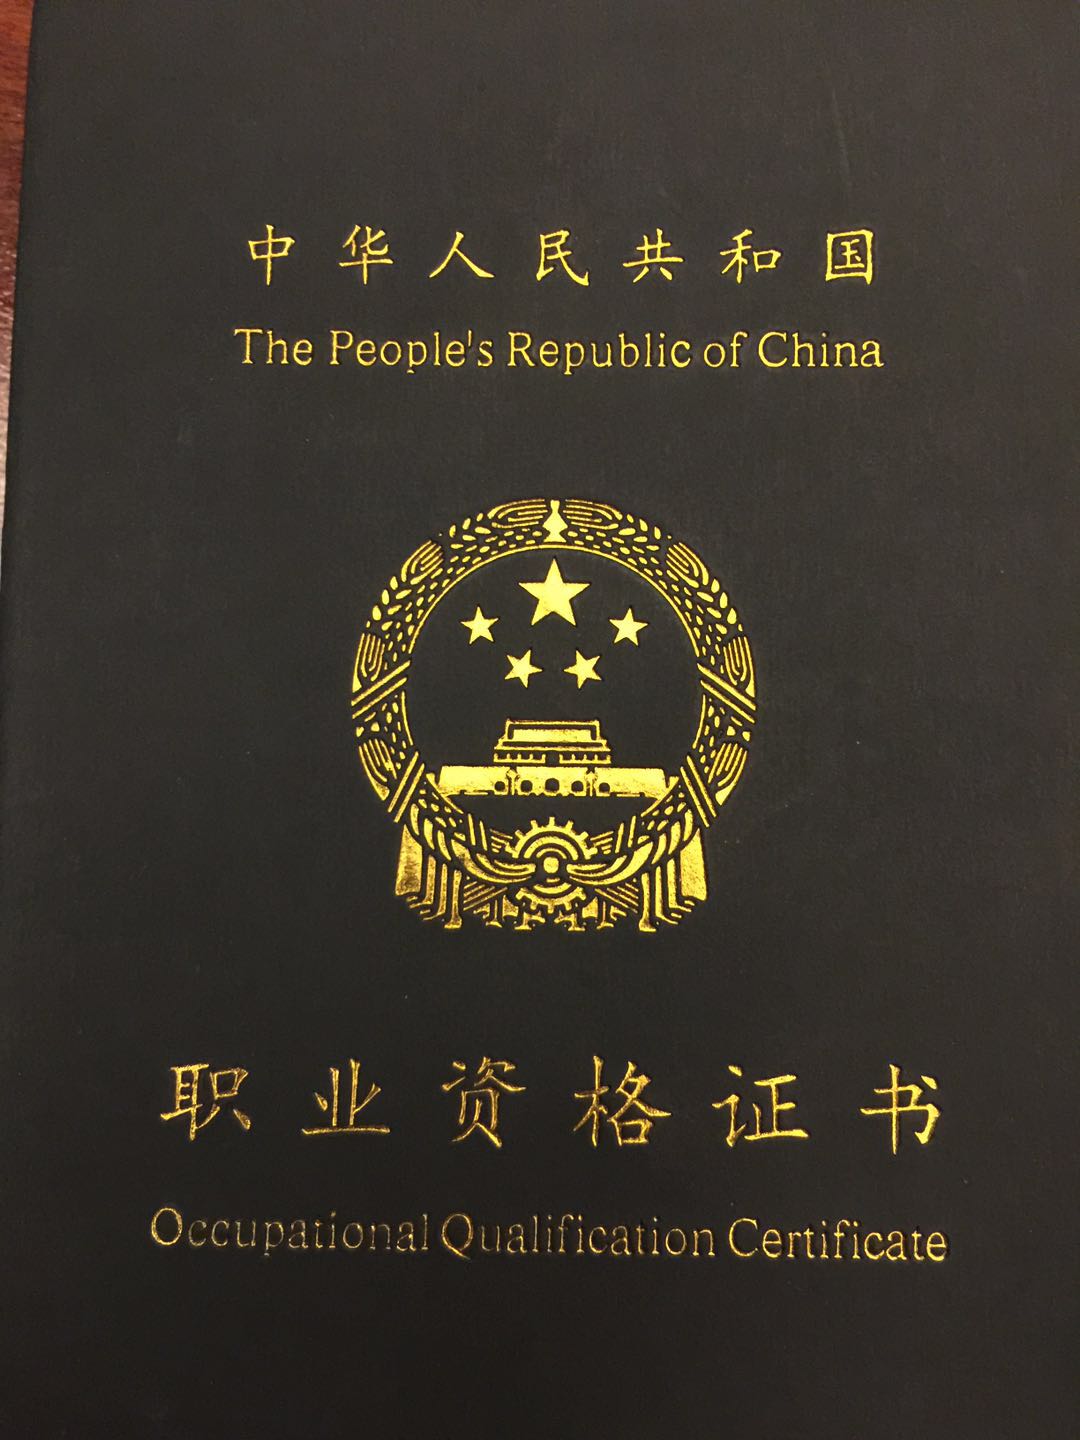 中华人民共和国
The People's Republic of China
职业资格证书
Occupational Qualification Certificate